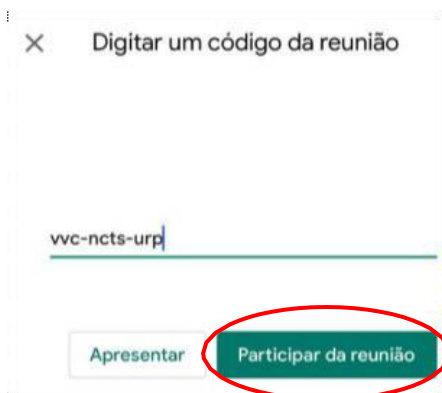 Digitar um código da reunião
vvc-ncts-urp
Apresentar
Participar da reunião